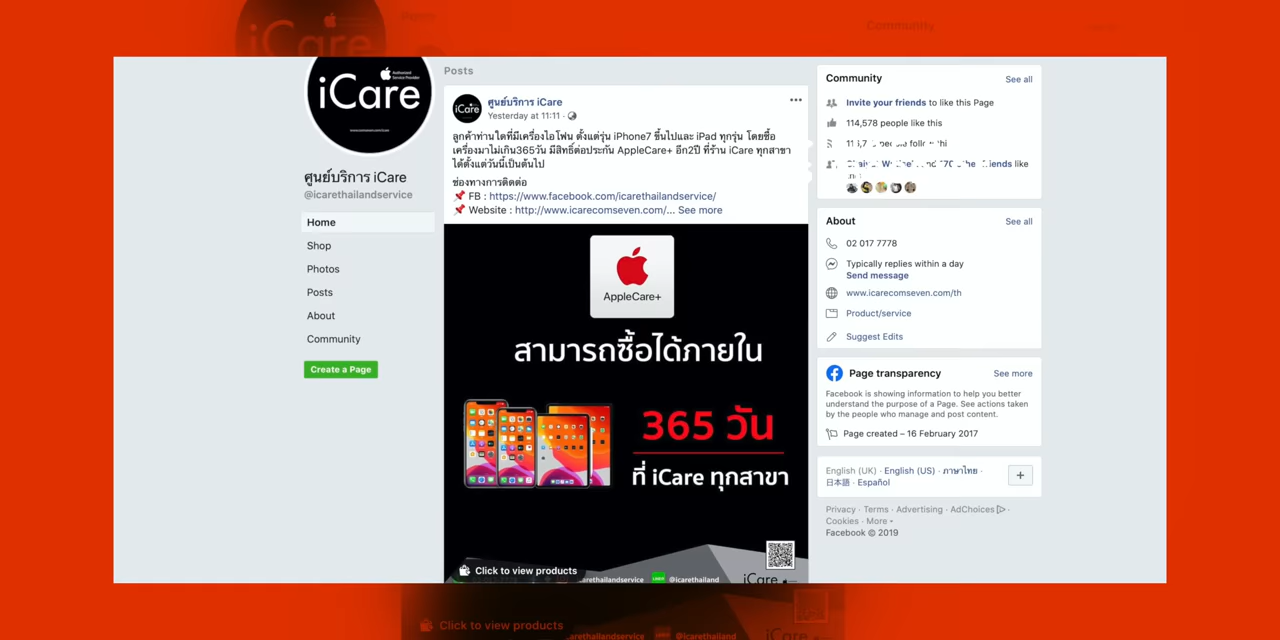 iCare
Authorised
Service Provider
ศูนย์บริการ iCare
@icarethailandservice
Home
Shop
Photos
Posts
About
Community
Create a Page
Posts
iCare
ศูนย์บริการ iCare
Yesterday at 11:11 ·
ลูกค้าท่านใดที่มีเครื่องไอโฟน ตั้งแต่รุ่น iPhone7 ขึ้นไปและ iPad ทุกรุ่น โดยซื้อ
เครื่องมาไม่เกิน365วัน มีสิทธิ์ต่อประกัน AppleCare+ อีก2ปี ที่ร้าน iCare ทุกสาขา
ได้ตั้งแต่วันนี้เป็นต้นไป
ช่องทางการติดต่อ
📌 FB : https://www.facebook.com/icarethailandservice/
📌 Website : http://www.icarecomseven.com/... See more
AppleCare+
สามารถซื้อได้ภายใน
365 วัน
ที่ iCare ทุกสาขา
Click to view products
arethailandservice
@icarethailand
iCare
Community
See all
Invite your friends to like this Page
114,578 people like this
like
About
See all
02 017 7778
Typically replies within a day
Send message
www.icarecomseven.com/th
Product/service
Suggest Edits
Page transparency
See more
Facebook is showing information to help you better
understand the purpose of a Page. See actions taken
by the people who manage and post content.
Page created – 16 February 2017
English (UK) · English (US) · ภาษาไทย ·
日本語 · Español
Privacy · Terms · Advertising · AdChoices ·
Cookies · More
Facebook © 2019
Community
Click to view products
arethailandservice
@icarethailand
iCare